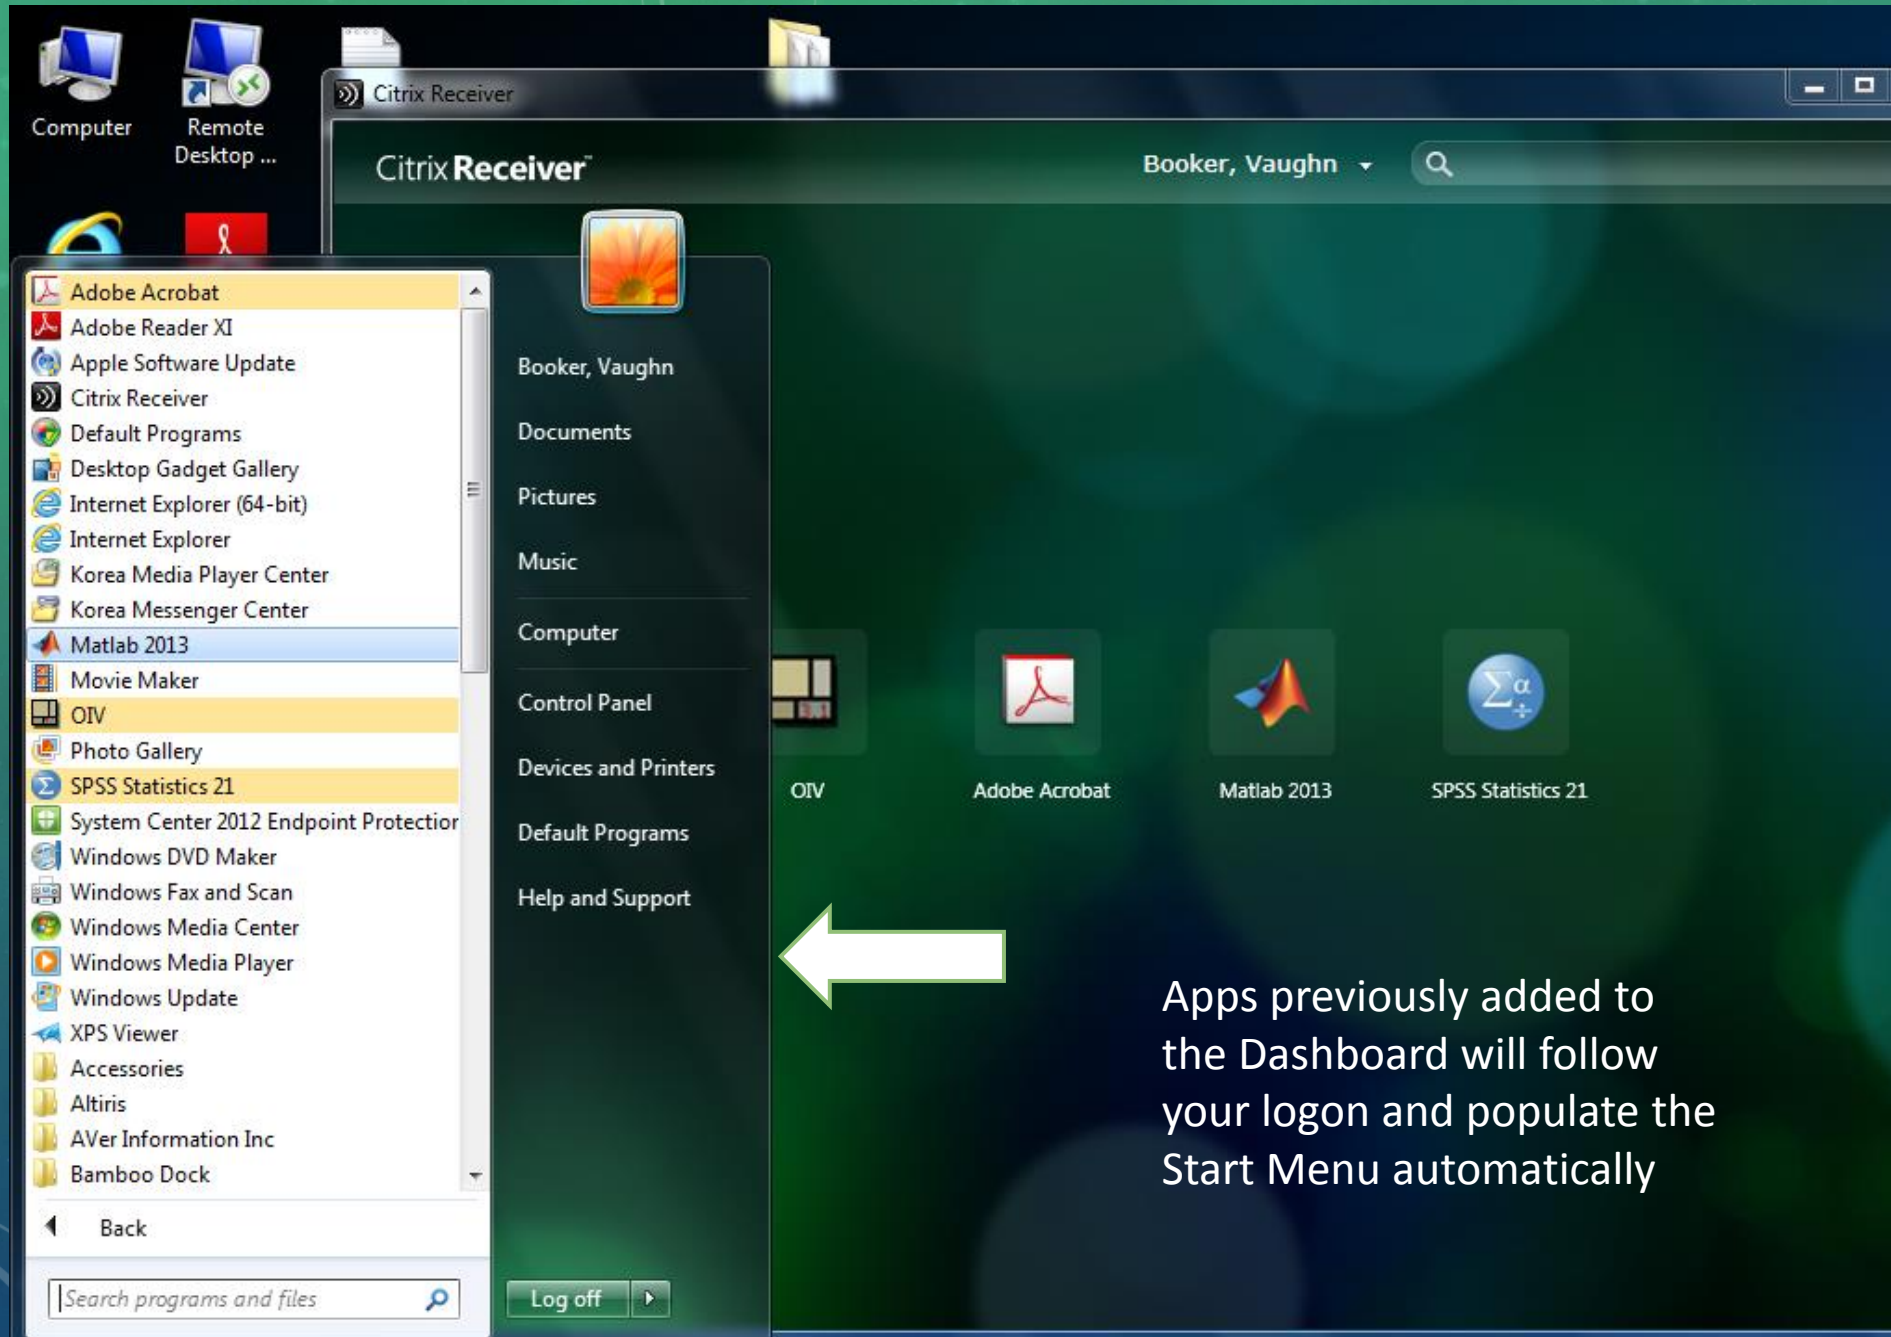 Computer
Remote
Desktop ...
Citrix Receiver
Citrix Receiver™
Booker, Vaughn
Adobe Acrobat
Adobe Reader XI
Apple Software Update
Citrix Receiver
Default Programs
Desktop Gadget Gallery
Internet Explorer (64-bit)
Internet Explorer
Korea Media Player Center
Korea Messenger Center
Matlab 2013
Movie Maker
OIV
Photo Gallery
SPSS Statistics 21
System Center 2012 Endpoint Protection
Windows DVD Maker
Windows Fax and Scan
Windows Media Center
Windows Media Player
Windows Update
XPS Viewer
Accessories
Altiris
AVer Information Inc
Bamboo Dock
Back
Search programs and files
Booker, Vaughn
Documents
Pictures
Music
Computer
Control Panel
Devices and Printers
Default Programs
Help and Support
Log off
3.1
Σα÷
OIV
Adobe Acrobat
Matlab 2013
SPSS Statistics 21
Apps previously added to
the Dashboard will follow
your logon and populate the
Start Menu automatically